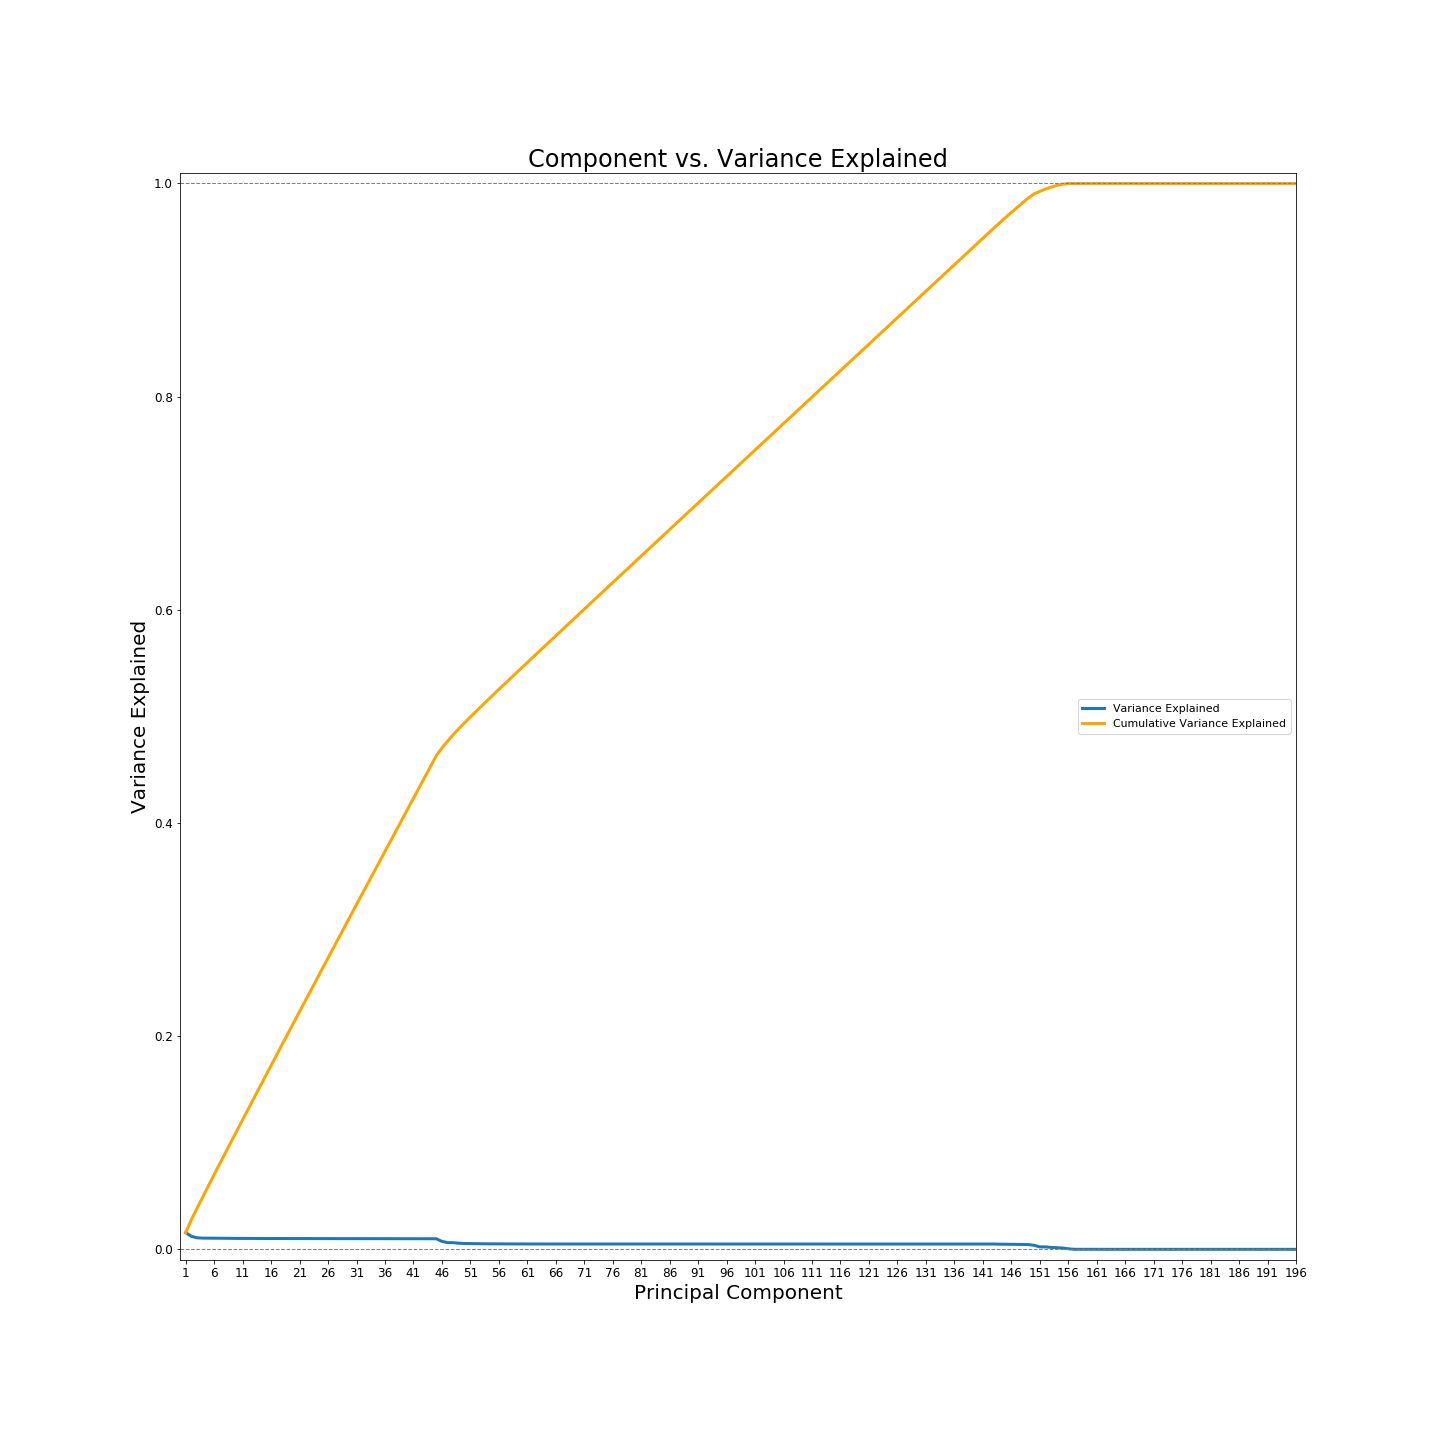 Component vs. Variance Explained
1.0
0.8
0.6
0.4
0.2
0.0
Variance Explained
Variance Explained
Cumulative Variance Explained
1 6 11 16 21 26 31 36 41 46 51 56 61 66 71 76 81 86 91 96 101 106 111 116 121 126 131 136 141 146 151 156 161 166 171 176 181 186 191 196
Principal Component